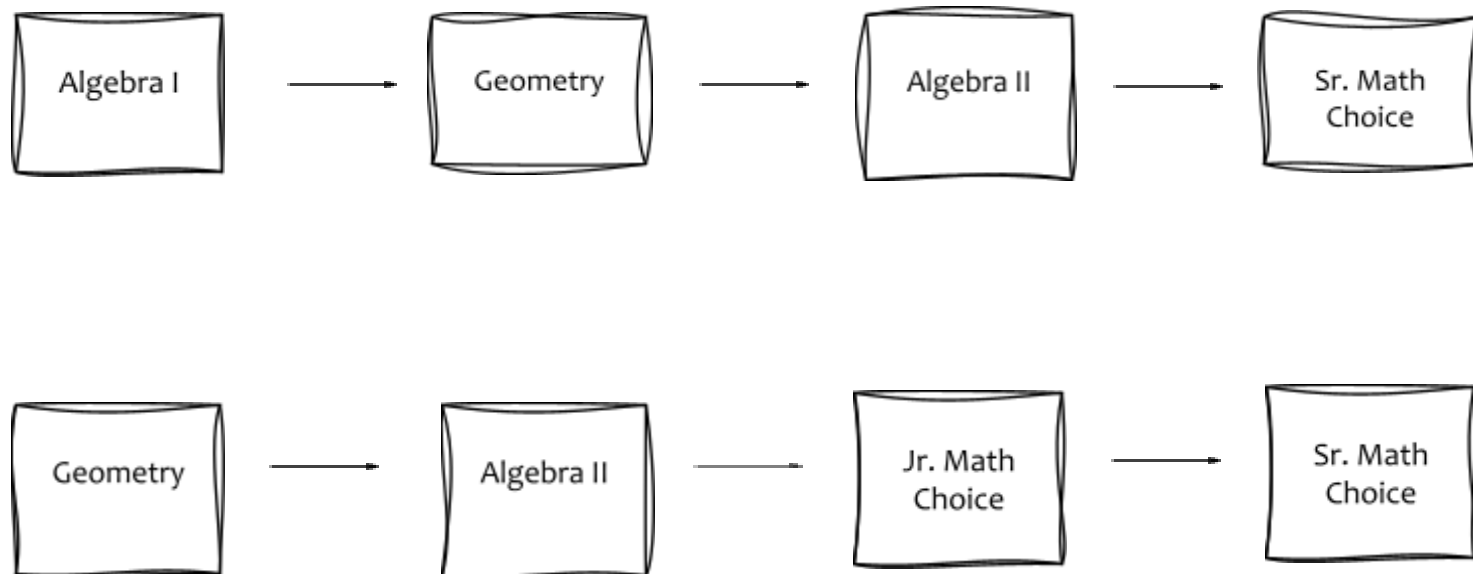 Algebra I
Geometry
Algebra II
Sr. Math
Choice
Geometry
Algebra II
Jr. Math
Choice
Sr. Math
Choice